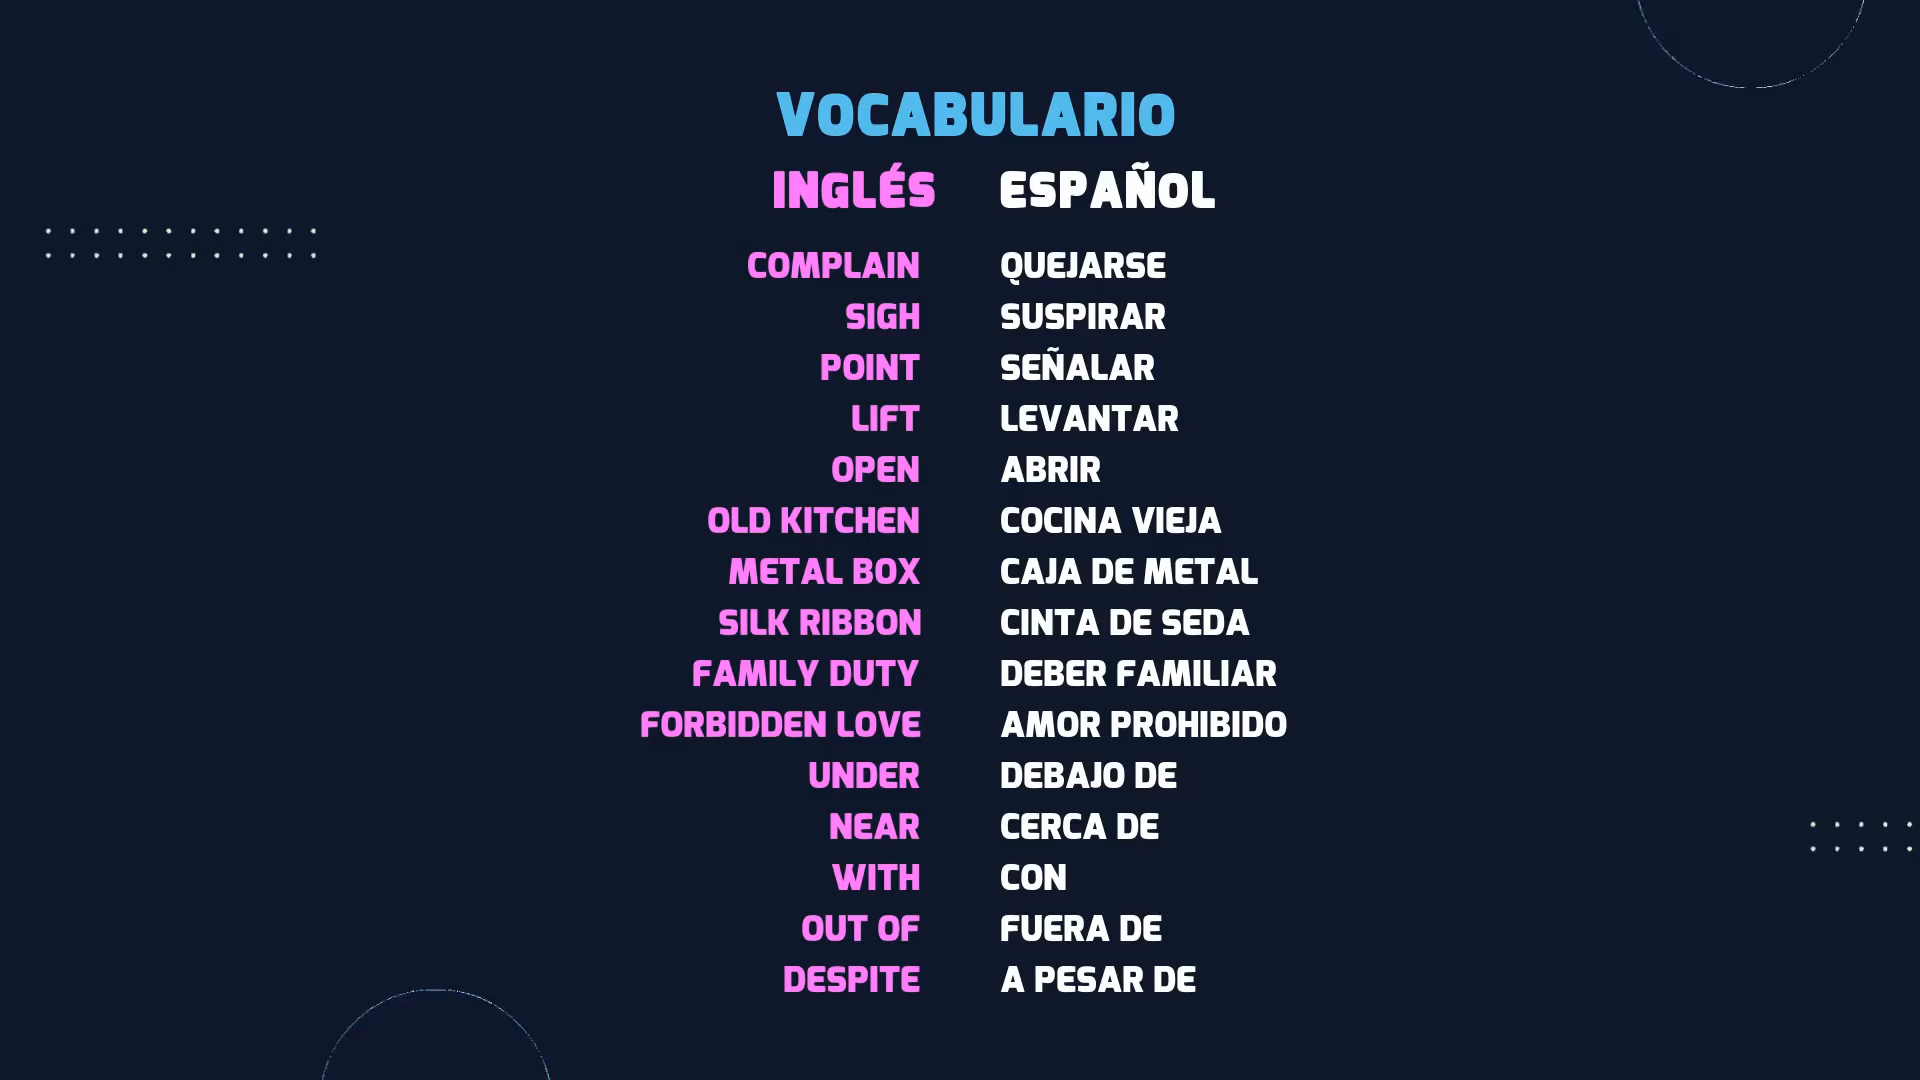 VOCABULARIO
INGLÉS ESPAÑOL
COMPLAIN QUEJARSE
SIGH SUSPIRAR
POINT SEÑALAR
LIFT LEVANTAR
OPEN ABRIR
OLD KITCHEN COCINA VIEJA
METAL BOX CAJA DE METAL
SILK RIBBON CINTA DE SEDA
FAMILY DUTY DEBER FAMILIAR
FORBIDDEN LOVE AMOR PROHIBIDO
UNDER DEBAJO DE
NEAR CERCA DE
WITH CON
OUT OF FUERA DE
DESPITE A PESAR DE